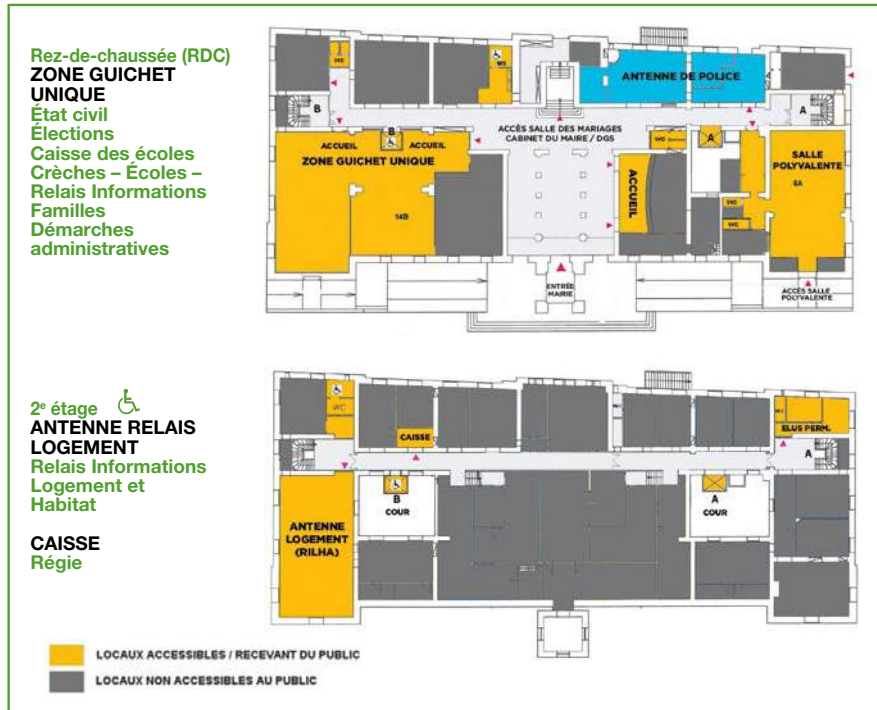 Rez-de-chaussée (RDC)
ZONE GUICHET
UNIQUE
État civil
Élections
Caisse des écoles
Crèches – Écoles –
Relais Informations
Familles
Démarches
administratives
WC
WC
ANTENNE DE POLICE
B
A
ACCÈS SALLE DES MARIAGES
CABINET DU MAIRE / DGS
ACCUEIL
B
ACCUEIL
ZONE GUICHET UNIQUE
14B
WC
A
ACCUEIL
SALLE
POLYVALENTE
6A
WC
WC
ENTRÉE
MAIRIE
ACCÈS SALLE
POLYVALENTE
2e étage
ANTENNE RELAIS
LOGEMENT
Relais Informations
Logement et
Habitat
CAISSE
Régie
WC
CAISSE
ELUS PERM.
A
B
COUR
A
COUR
ANTENNE
LOGEMENT
(RILHA)
LOCAUX ACCESSIBLES / RECEVANT DU PUBLIC
LOCAUX NON ACCESSIBLES AU PUBLIC